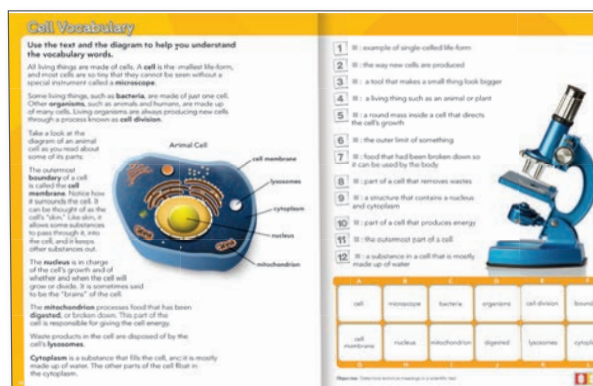 Cell Vocabulary
Use the text and the diagram to help you understand
the vocabulary words.
All living things are made of cells. A cell is the smallest life-form,
and most cells are so tiny that they cannot be seen without a
special instrument called a microscope.
Some living things, such as bacteria, are made of just one cell.
Other organisms, such as animals and humans, are made up
of many cells. Living organisms are always producing new cells
through a process known as cell division.
Take a look at the
diagram of an animal
cell as you read about
some of its parts.
The outermost
boundary of a cell
is called the cell
membrane. Notice how
it surrounds the cell. It
can be thought of as the
cell's "skin." Like skin, it
allows some substances
to pass through it, into
the cell, and it keeps
other substances out.
The nucleus is in charge
of the cell's growth and of
whether and when the cell will
grow or divide. It is sometimes said
to be the "brains" of the cell.
The mitochondrion processes food that has been
digested, or broken down. This part of the
cell is responsible for giving the cell energy.
Waste products in the cell are disposed of by the
cell's lysosomes.
Cytoplasm is a substance that fills the cell, and it is mostly
made up of water. The other parts of the cell float in
the cytoplasm.
Animal Cell
cell membrane
lysosomes
cytoplasm
nucleus
mitochondrion
1 : example of single-celled life-form
2 : the way new cells are produced
3 : a tool that makes a small thing look bigger
4 : a living thing such as an animal or plant
5 : a round mass inside a cell that directs
the cell's growth
6 : the outer limit of something
7 : food that had been broken down so
it can be used by the body
8 : part of a cell that removes wastes
9 : a structure that contains a nucleus
and cytoplasm
10 : part of a cell that produces energy
11 : the outermost part of a cell
12 : a substance in a cell that is mostly
made up of water
A B C D E F
cell microscope bacteria organisms cell division bound
cell
membrane nucleus mitochondrion digested lysosomes cytopl
G H I J K
Objective: